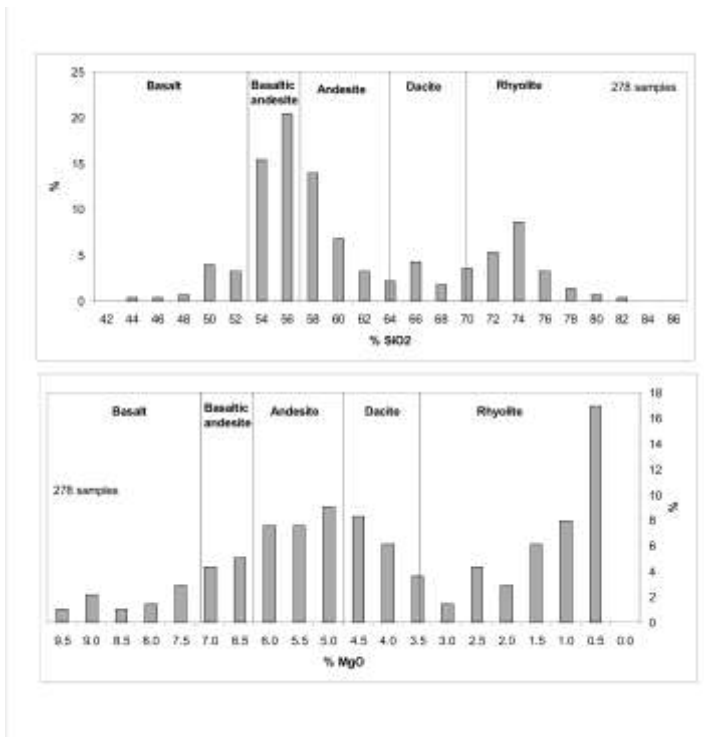 25
20
15
10
5
0
%
Basalt
Basaltic
andesite
Andesite
Dacite
Rhyolite
278 samples
42 44 46 48 50 52 54 56 58 60 62 64 66 68 70 72 74 76 78 80 82 84 86
% SiO2
Basalt
Basaltic
andesite
Andesite
Dacite
Rhyolite
278 samples
18
16
14
12
10
8
6
4
2
0
%
9.5 9.0 8.5 8.0 7.5 7.0 6.5 6.0 5.5 5.0 4.5 4.0 3.5 3.0 2.5 2.0 1.5 1.0 0.5 0.0
% MgO